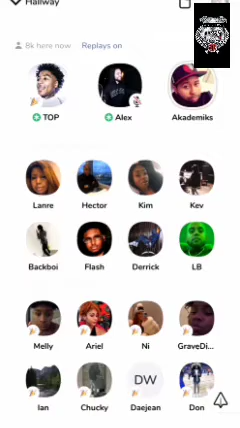 Hallway
8k here now Replays on
TOP Alex Akademiks
Lanre Hector Kim Kev
Backboi Flash Derrick LB
Melly Ariel Ni GraveDi...
DW
Ian Chucky Daejean Don